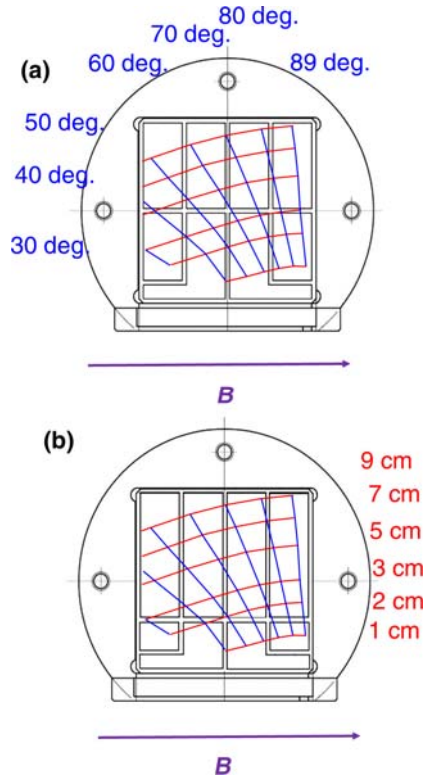 80 deg.
70 deg.
(a)
60 deg.
89 deg.
50 deg.
40 deg.
30 deg.
B
(b)
9 cm
7 cm
5 cm
3 cm
2 cm
1 cm
B